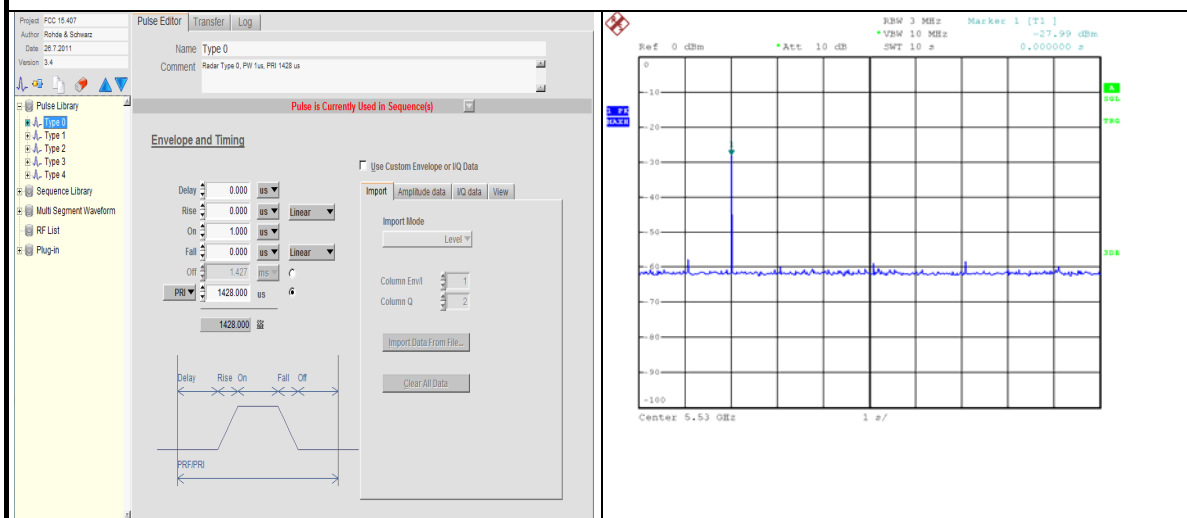 Project FCC 15.407
Author Rohde & Schwarz
Date 26.7.2011
Version 3.4
Pulse Library
Type 0
Type 1
Type 2
Type 3
Type 4
Sequence Library
Multi Segment Waveform
RF List
Plug-in
Pulse Editor Transfer Log
Name Type 0
Comment Radar Type 0, PW 1us, PRI 1428 us
Pulse is Currently Used in Sequence(s)
Envelope and Timing
Delay 0.000 us
Rise 0.000 us Linear
On 1.000 us
Fall 0.000 us Linear
Off 1.427 ms
PRI 1428.000 us
1428.000
Delay Rise On Fall Off
PRF/PRI
Use Custom Envelope or I/Q Data
Import Amplitude data I/Q data View
Import Mode
Level
Column Env/I 1
Column Q 2
Import Data From File...
Clear All Data
RBW 3 MHz Marker 1 [T1 ]
*VBW 10 MHz -27.99 dBm
Ref 0 dBm *Att 10 dB SWT 10 s 0.000000 s
0
-10
-20
-30
-40
-50
-60
-70
-80
-90
-100
1 PK
MAXH
1
A
SGL
TRG
3DB
Center 5.53 GHz 1 s/